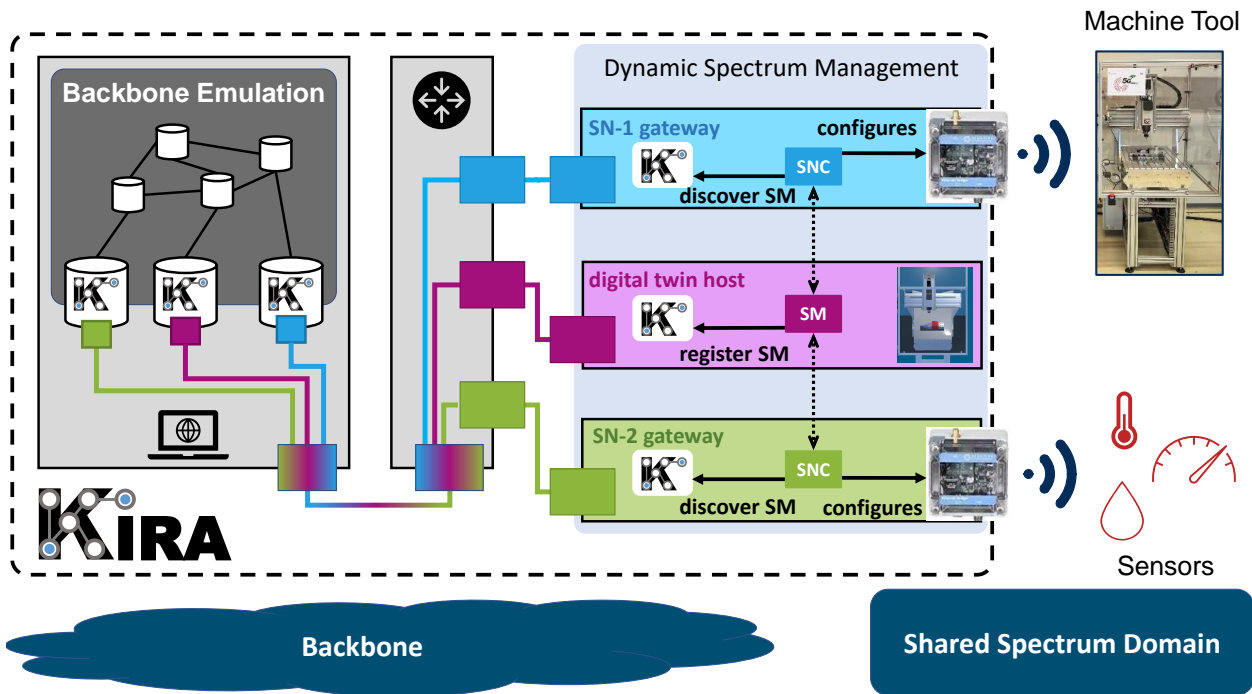 Machine Tool
Dynamic Spectrum Management
Backbone Emulation
SN-1 gateway
configures
K
SNC
discover SM
digital twin host
K
SM
register SM
K
K
K
SN-2 gateway
K
SNC
discover SM
configures
KIRA
Sensors
Backbone
Shared Spectrum Domain